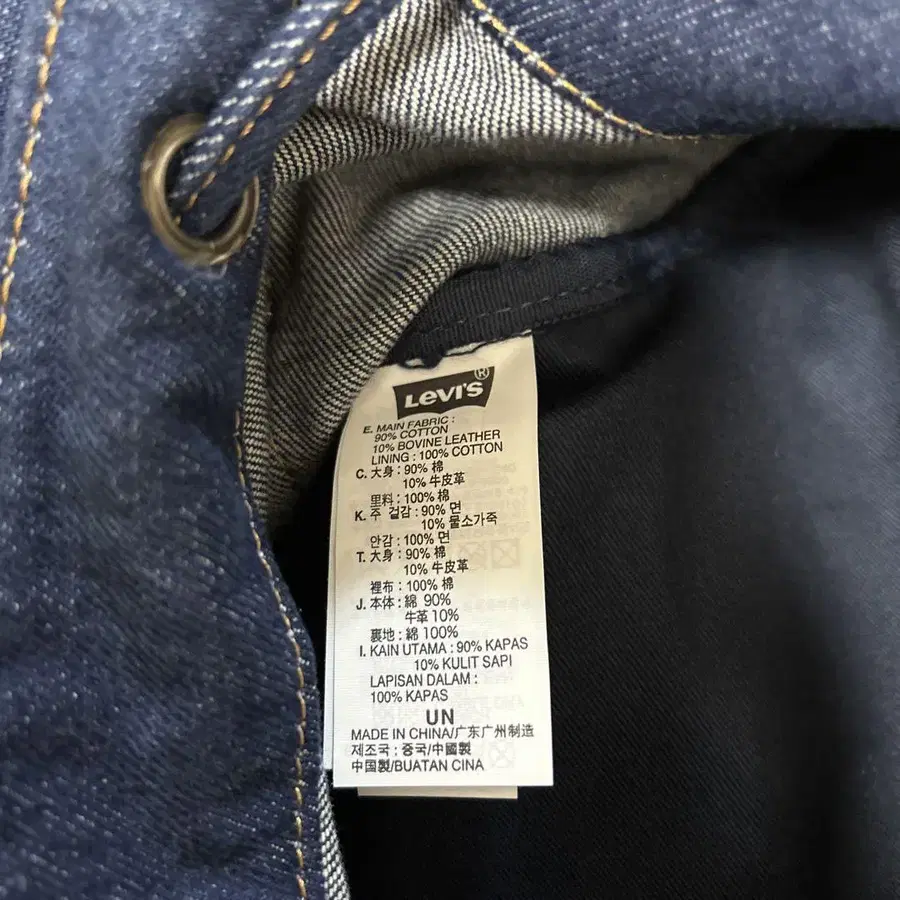 LEVI'S®
E. MAIN FABRIC :
90% COTTON
10% BOVINE LEATHER
LINING : 100% COTTON
C. 大身 : 90% 棉
10% 牛皮革
里料 : 100% 棉
K. 주 겉감 : 90% 면
10% 물소가죽
안감 : 100% 면
T. 大身 : 90% 棉
10% 牛皮革
裡布 : 100% 棉
J. 本体 : 綿 90%
牛革 10%
裏地 : 綿 100%
I. KAIN UTAMA : 90% KAPAS
10% KULIT SAPI
LAPISAN DALAM :
100% KAPAS
UN
MADE IN CHINA/广东广州制造
제조국 : 중국/中國製
中国製/BUATAN CINA